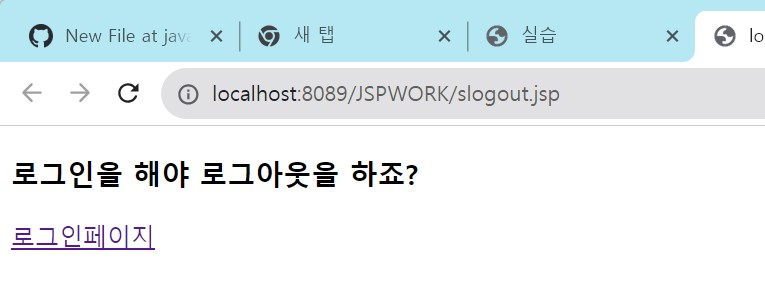 New File at java
새 탭
실습
lo
localhost:8089/JSPWORK/slogout.jsp
로그인을 해야 로그아웃을 하죠?
로그인페이지